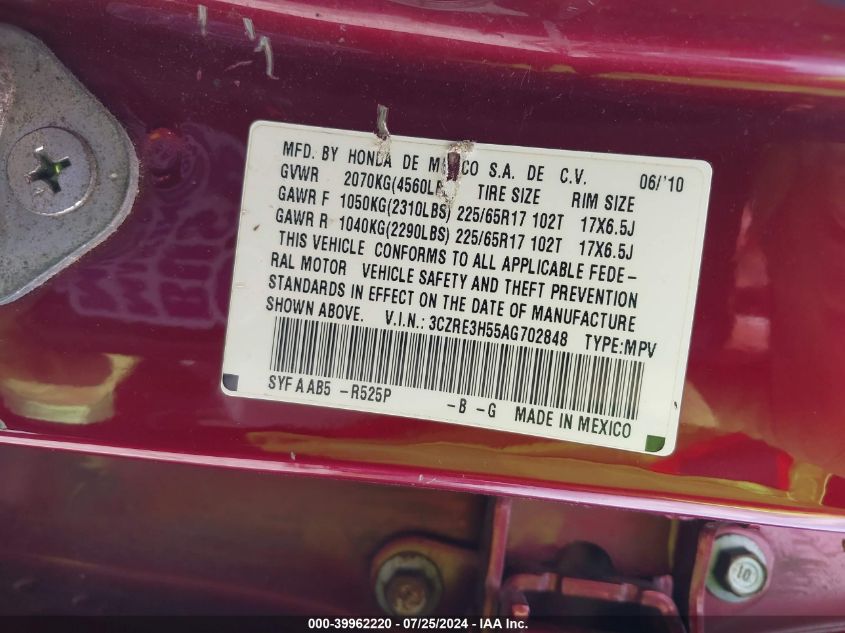 MFD. BY HONDA DE CO S.A. DE C.V. 06/'10
GVWR 2070KG(4560LB TIRE SIZE RIM SIZE
GAWR F 1050KG(2310LBS) 225/65R17 102T 17X6.5J
GAWR R 1040KG(2290LBS) 225/65R17 102T 17X6.5J
THIS VEHICLE CONFORMS TO ALL APPLICABLE FEDE-
RAL MOTOR VEHICLE SAFETY AND THEFT PREVENTION
STANDARDS IN EFFECT ON THE DATE OF MANUFACTURE
SHOWN ABOVE. V.I.N.: 3CZRE3H55AG702848 TYPE:MPV
SYF AAB5 -R525P -B -G MADE IN MEXICO
10
000-39962220 - 07/25/2024 - IAA Inc.